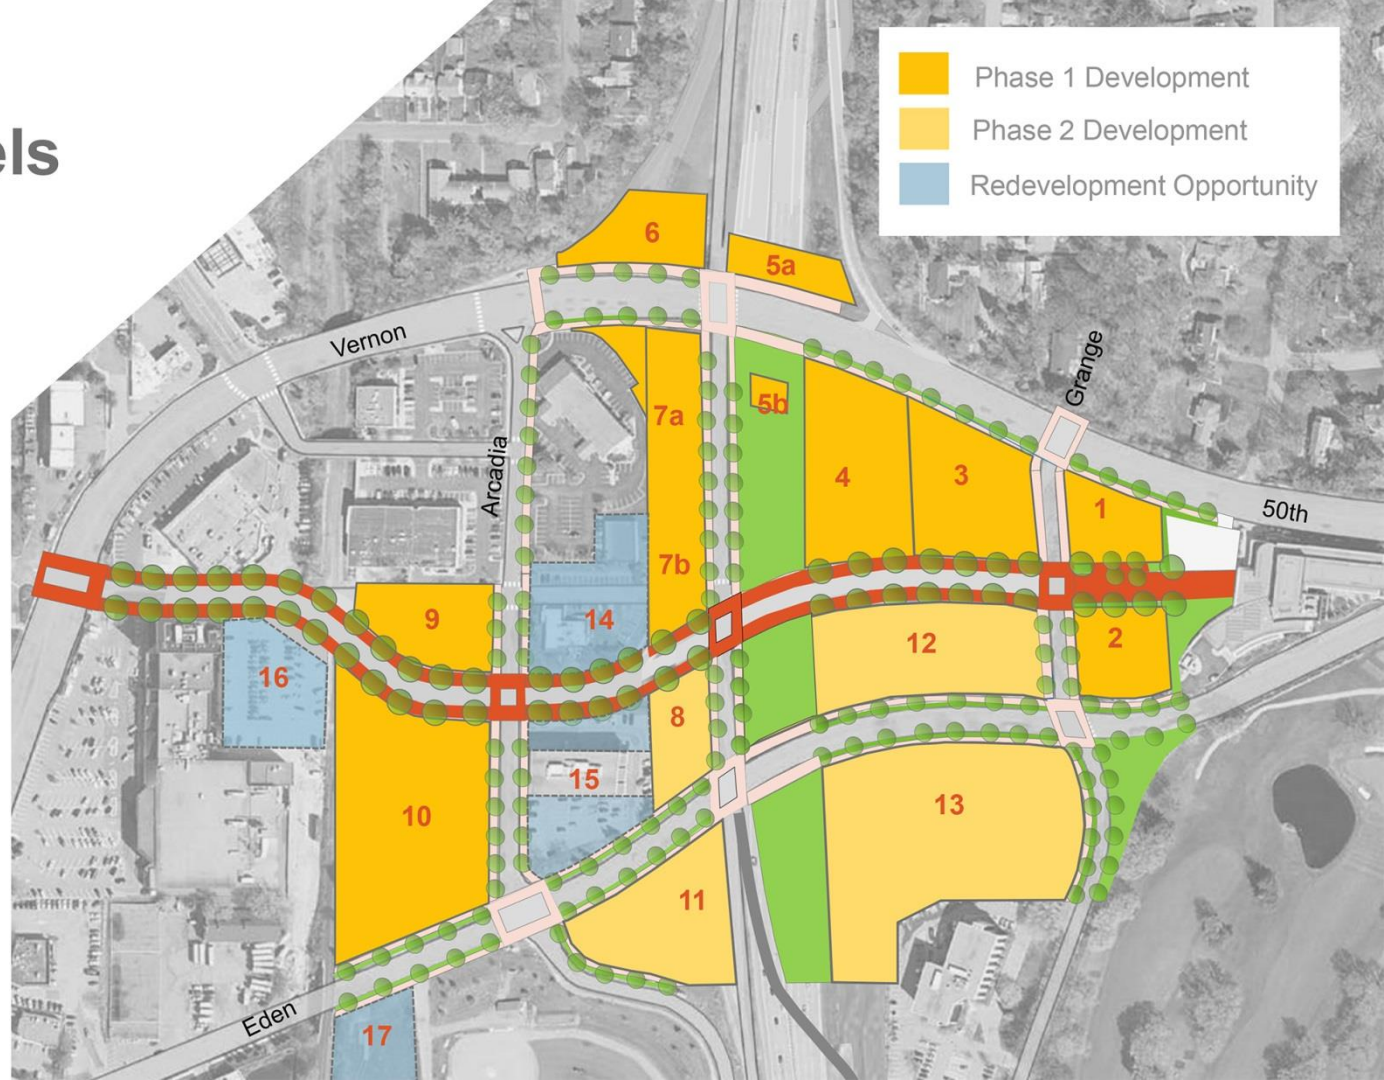 els
Phase 1 Development
Phase 2 Development
Redevelopment Opportunity
6
5a
Vernon
Grange
5b
7a
Arcadia
4
3
1
50th
7b
9
14
12
2
16
8
15
13
10
11
Eden
17